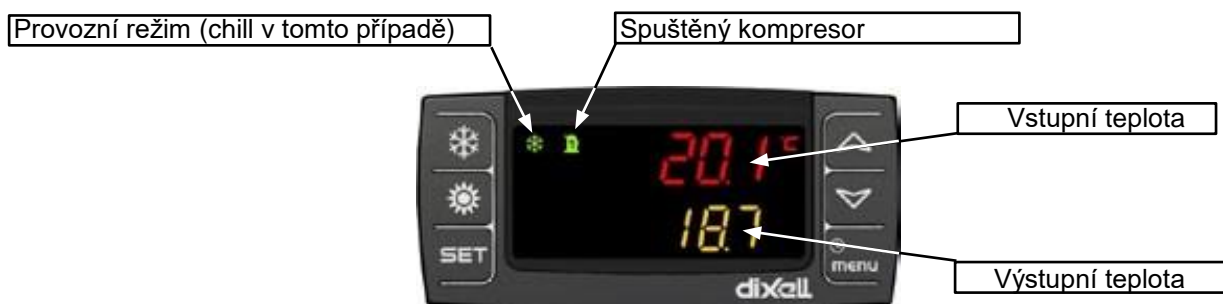 Provozní režim (chill v tomto případě)
Spuštěný kompresor
Vstupní teplota
20.1 °C
18.7
SET
menu
Výstupní teplota
dixell